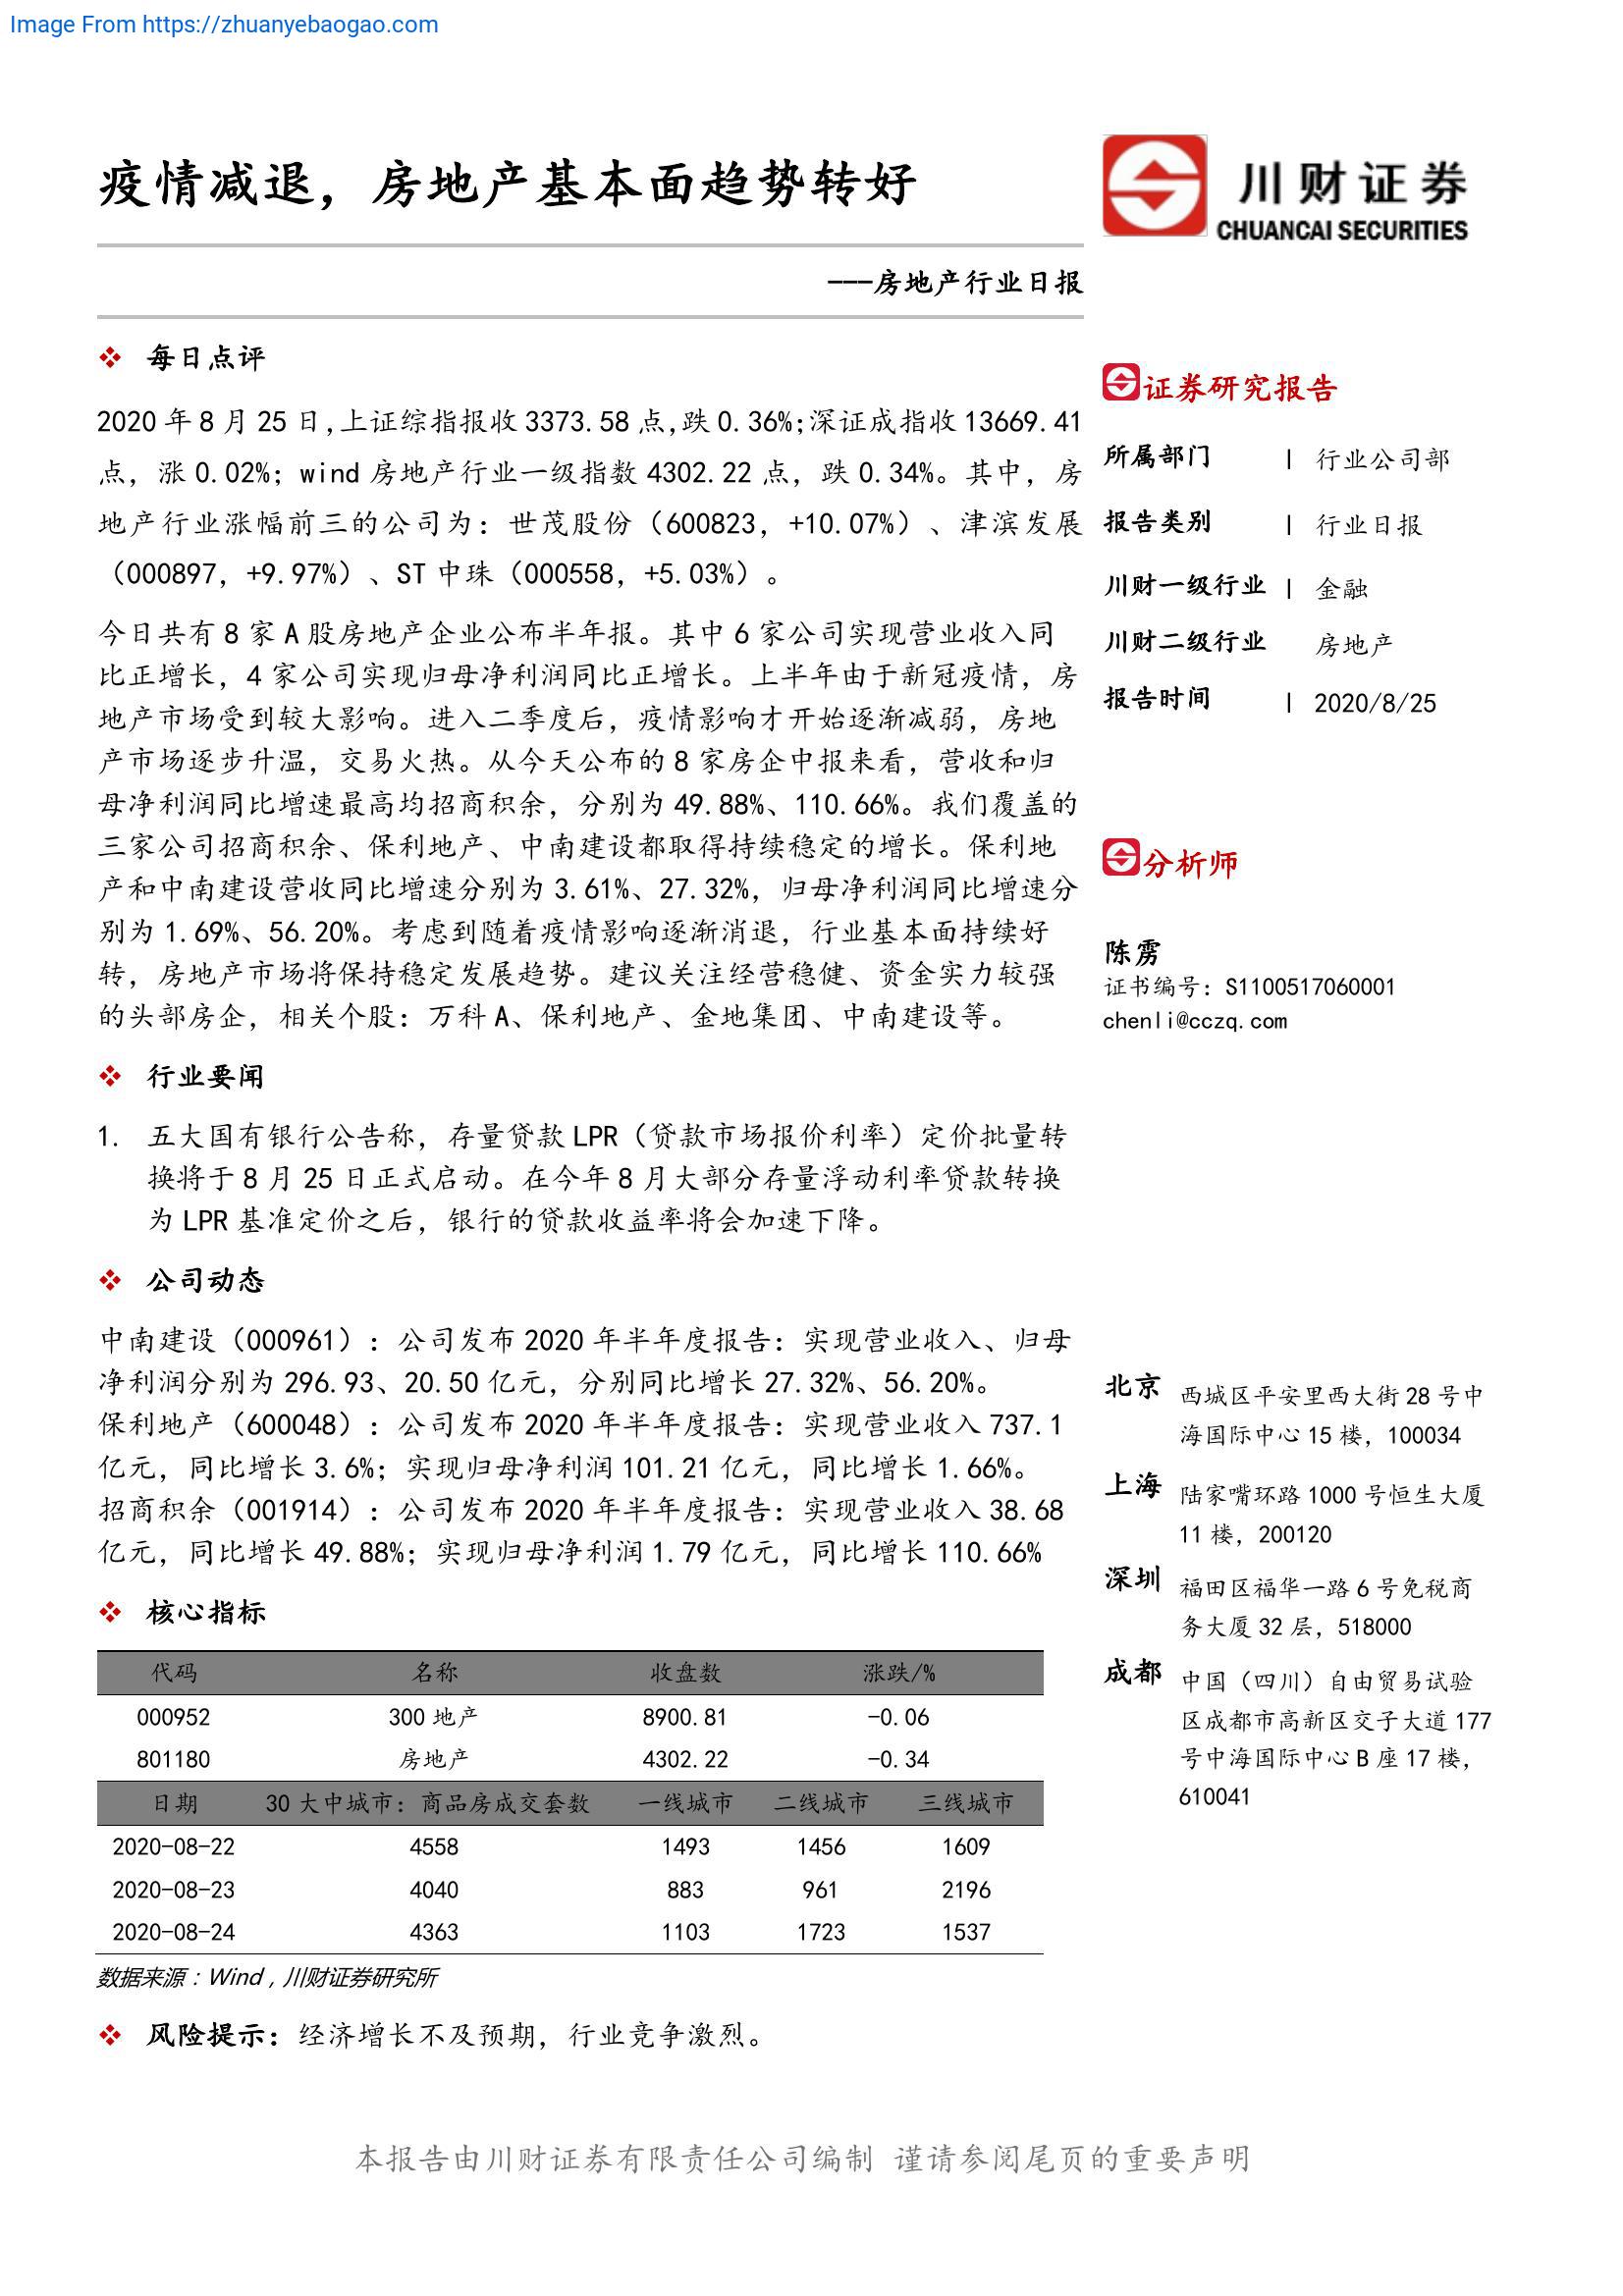 Image From https://zhuanyebaogao.com
疫情减退，房地产基本面趋势转好
川财证券
CHUANCAI SECURITIES
---房地产行业日报
❖ 每日点评
2020 年 8 月 25 日，上证综指报收 3373.58 点，跌 0.36%；深证成指收 13669.41
点，涨 0.02%；wind 房地产行业一级指数 4302.22 点，跌 0.34%。其中，房
地产行业涨幅前三的公司为：世茂股份（600823，+10.07%）、津滨发展
（000897，+9.97%）、ST 中珠（000558，+5.03%）。
今日共有 8 家 A 股房地产企业公布半年报。其中 6 家公司实现营业收入同
比正增长，4 家公司实现归母净利润同比正增长。上半年由于新冠疫情，房
地产市场受到较大影响。进入二季度后，疫情影响才开始逐渐减弱，房地
产市场逐步升温，交易火热。从今天公布的 8 家房企中报来看，营收和归
母净利润同比增速最高均招商积余，分别为 49.88%、110.66%。我们覆盖的
三家公司招商积余、保利地产、中南建设都取得持续稳定的增长。保利地
产和中南建设营收同比增速分别为 3.61%、27.32%，归母净利润同比增速分
别为 1.69%、56.20%。考虑到随着疫情影响逐渐消退，行业基本面持续好
转，房地产市场将保持稳定发展趋势。建议关注经营稳健、资金实力较强
的头部房企，相关个股：万科 A、保利地产、金地集团、中南建设等。
❖ 行业要闻
1. 五大国有银行公告称，存量贷款 LPR（贷款市场报价利率）定价批量转
换将于 8 月 25 日正式启动。在今年 8 月大部分存量浮动利率贷款转换
为 LPR 基准定价之后，银行的贷款收益率将会加速下降。
❖ 公司动态
中南建设（000961）：公司发布 2020 年半年度报告：实现营业收入、归母
净利润分别为 296.93、20.50 亿元，分别同比增长 27.32%、56.20%。
保利地产（600048）：公司发布 2020 年半年度报告：实现营业收入 737.1
亿元，同比增长 3.6%；实现归母净利润 101.21 亿元，同比增长 1.66%。
招商积余（001914）：公司发布 2020 年半年度报告：实现营业收入 38.68
亿元，同比增长 49.88%；实现归母净利润 1.79 亿元，同比增长 110.66%
❖ 核心指标
代码 名称 收盘数 涨跌/%
000952 300 地产 8900.81 -0.06
801180 房地产 4302.22 -0.34
日期 30 大中城市：商品房成交套数 一线城市 二线城市 三线城市
2020-08-22 4558 1493 1456 1609
2020-08-23 4040 883 961 2196
2020-08-24 4363 1103 1723 1537
数据来源：Wind，川财证券研究所
❖ 风险提示：经济增长不及预期，行业竞争激烈。
证券研究报告
所属部门 | 行业公司部
报告类别 | 行业日报
川财一级行业 | 金融
川财二级行业 房地产
报告时间 | 2020/8/25
分析师
陈雳
证书编号：S1100517060001
chenli@cczq.com
北京 西城区平安里西大街 28 号中
海国际中心 15 楼，100034
上海 陆家嘴环路 1000 号恒生大厦
11 楼，200120
深圳 福田区福华一路 6 号免税商
务大厦 32 层，518000
成都 中国（四川）自由贸易试验
区成都市高新区交子大道 177
号中海国际中心 B 座 17 楼，
610041
本报告由川财证券有限责任公司编制 谨请参阅尾页的重要声明